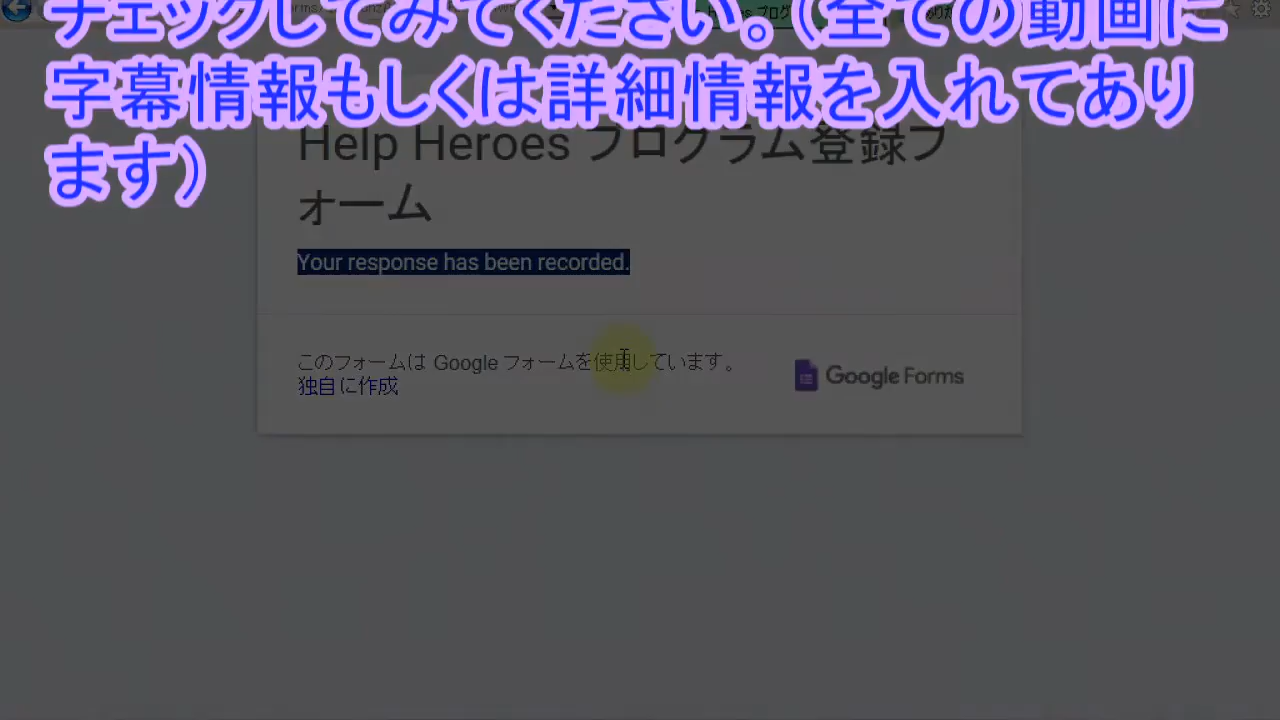 チェックしてみてください。（全ての動画に
字幕情報もしくは詳細情報を入れてあり
ます）
Help Heroes プログラム登録フ
ォーム
Your response has been recorded.
このフォームは Google フォームを使用しています。
独自に作成
Google Forms